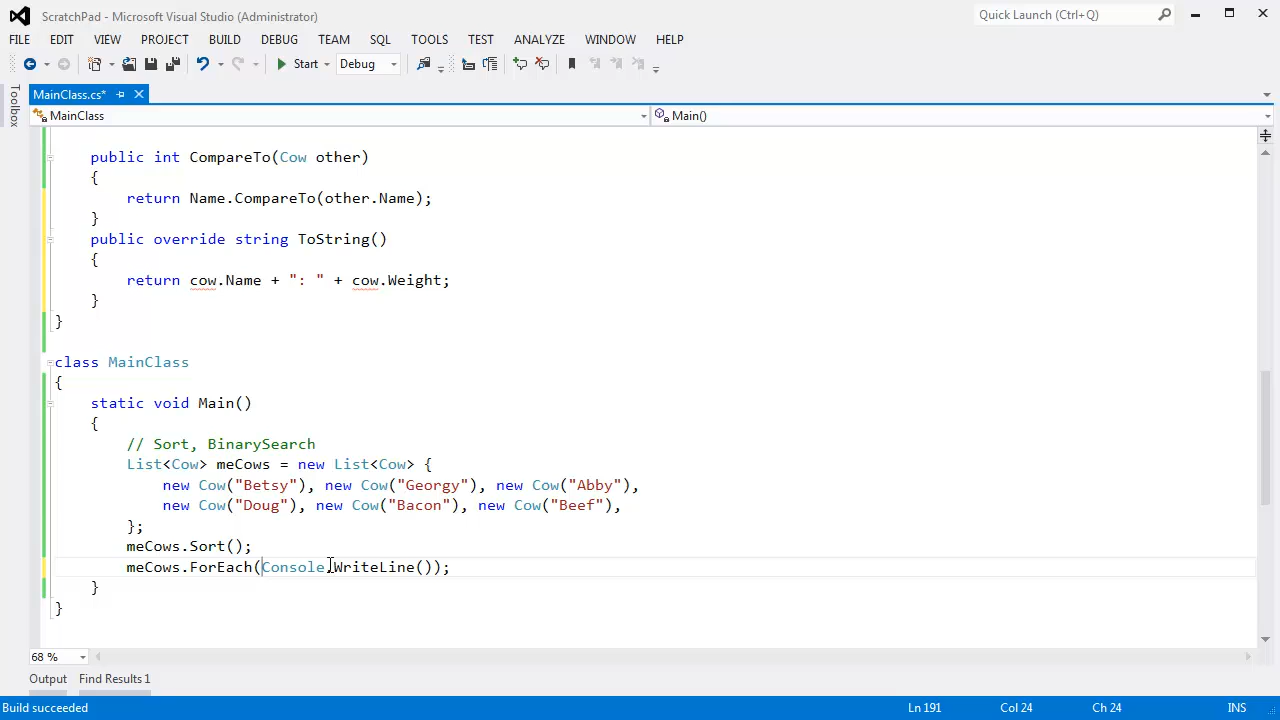 ScratchPad - Microsoft Visual Studio (Administrator)
Quick Launch (Ctrl+Q)
FILE EDIT VIEW PROJECT BUILD DEBUG TEAM SQL TOOLS TEST ANALYZE WINDOW HELP
Start Debug
Toolbox
MainClass.cs*
MainClass Main()
public int CompareTo(Cow other)
{
return Name.CompareTo(other.Name);
}
public override string ToString()
{
return cow.Name + ": " + cow.Weight;
}
}
class MainClass
{
static void Main()
{
// Sort, BinarySearch
List<Cow> meCows = new List<Cow> {
new Cow("Betsy"), new Cow("Georgy"), new Cow("Abby"),
new Cow("Doug"), new Cow("Bacon"), new Cow("Beef"),
};
meCows.Sort();
meCows.ForEach(Console.WriteLine());
}
}
68 %
Output Find Results 1
Build succeeded Ln 191 Col 24 Ch 24 INS